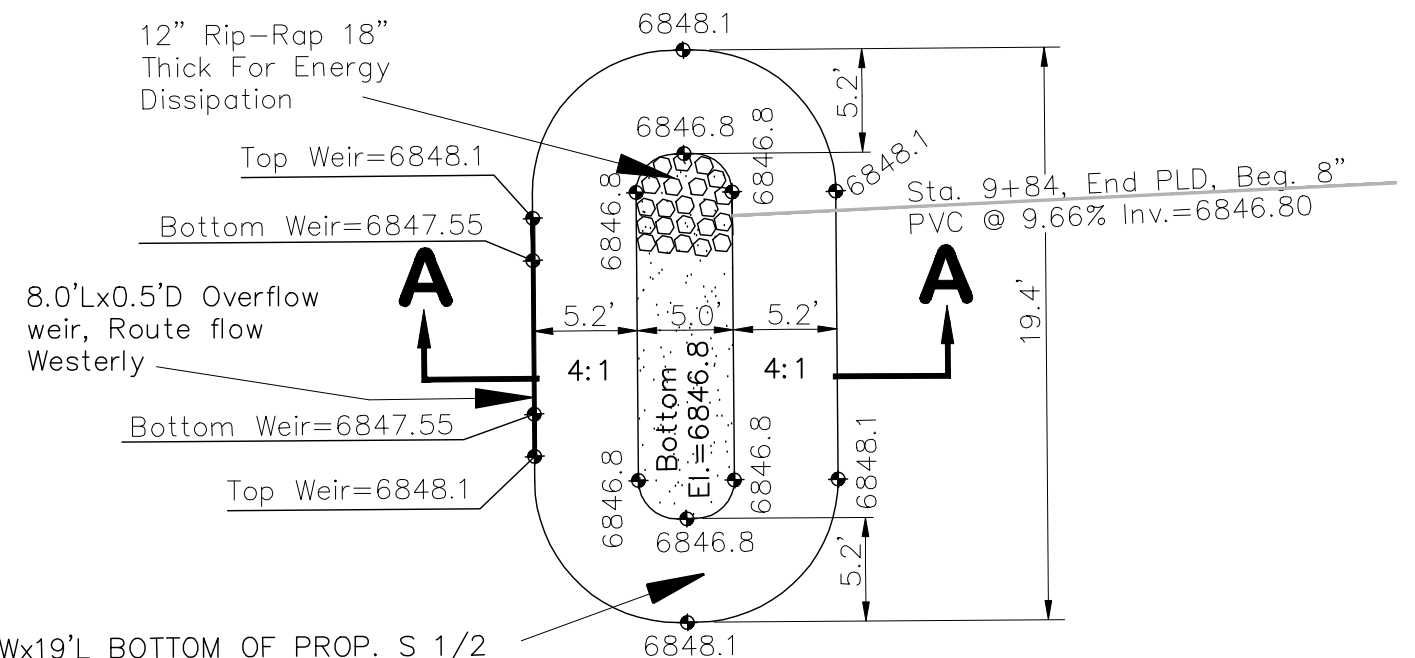 6848.1
12” Rip-Rap 18”
Thick For Energy
Dissipation
5.2'
6846.8
6846.8
Top Weir=6848.1
6848.1
Sta. 9+84, End PLD, Beg. 8”
PVC @ 9.66% Inv.=6846.80
6846.8
Bottom Weir=6847.55
A
A
8.0'Lx0.5'D Overflow
weir, Route flow
Westerly
5.2'
5.0'
5.2'
19.4'
4:1
4:1
Bottom
El.=6846.8
Bottom Weir=6847.55
6846.8
6846.8
6848.1
Top Weir=6848.1
6846.8
5.2'
Wx19'L BOTTOM OF PROP. S 1/2
6848.1